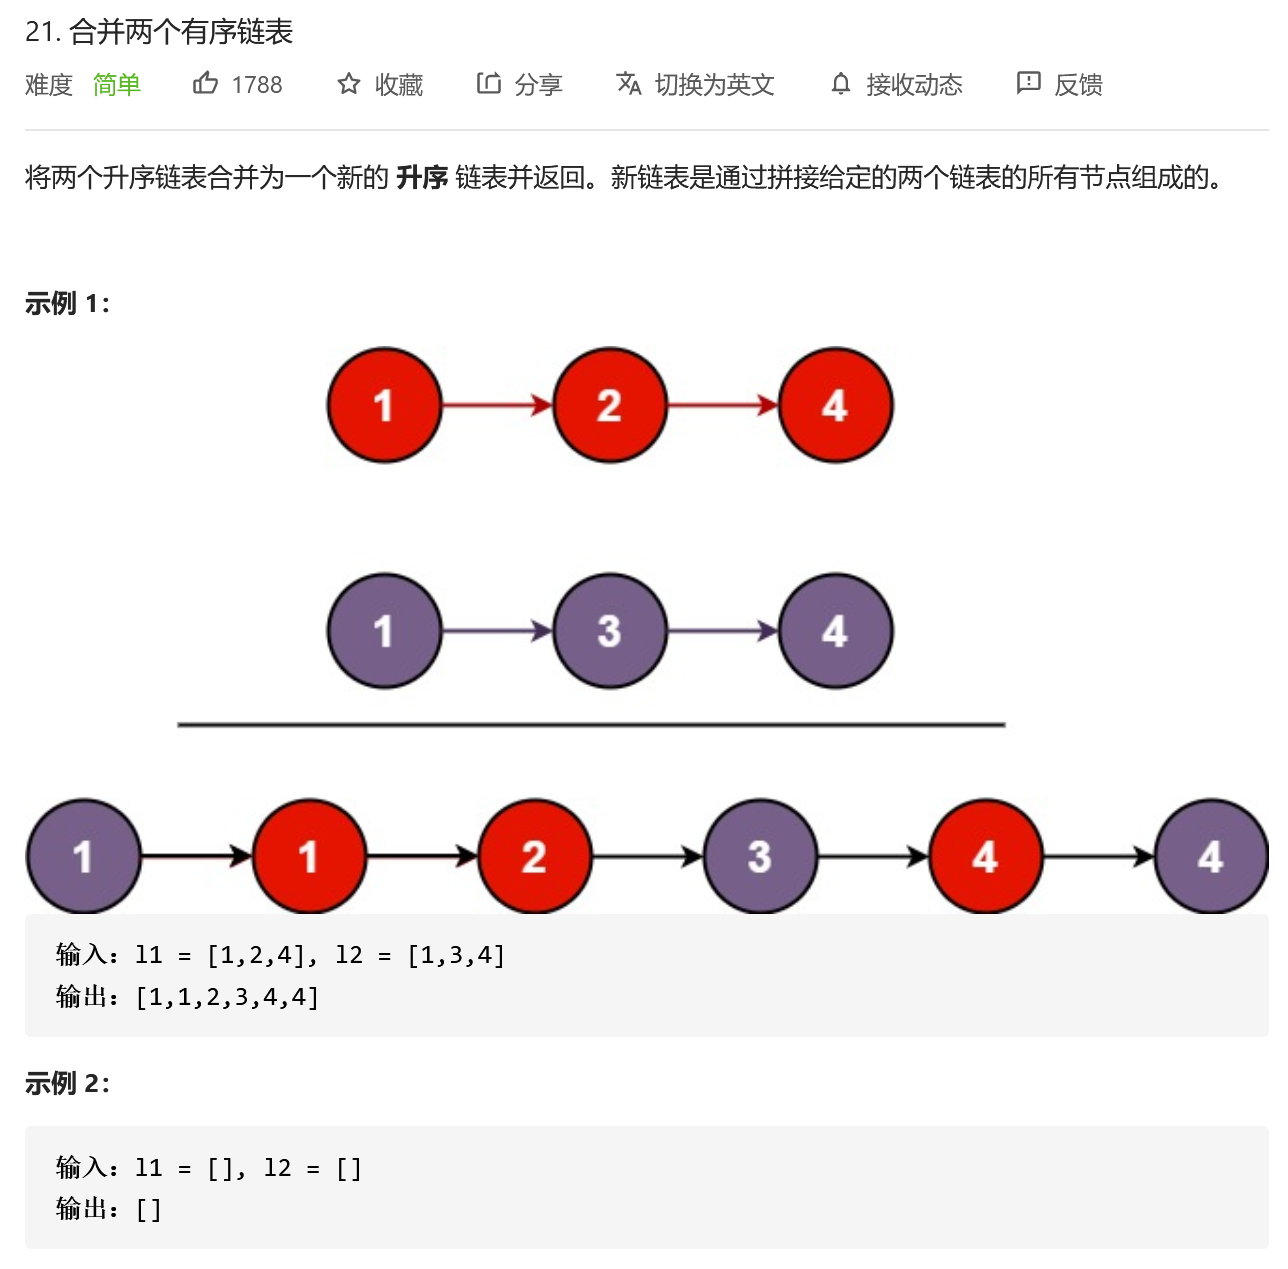 21. 合并两个有序链表
难度 简单 1788 收藏 分享 切换为英文 接收动态 反馈
将两个升序链表合并为一个新的 升序 链表并返回。新链表是通过拼接给定的两个链表的所有节点组成的。
示例 1：
1 2 4
1 3 4
1 1 2 3 4 4
输入：l1 = [1,2,4], l2 = [1,3,4]
输出：[1,1,2,3,4,4]
示例 2：
输入：l1 = [], l2 = []
输出：[]